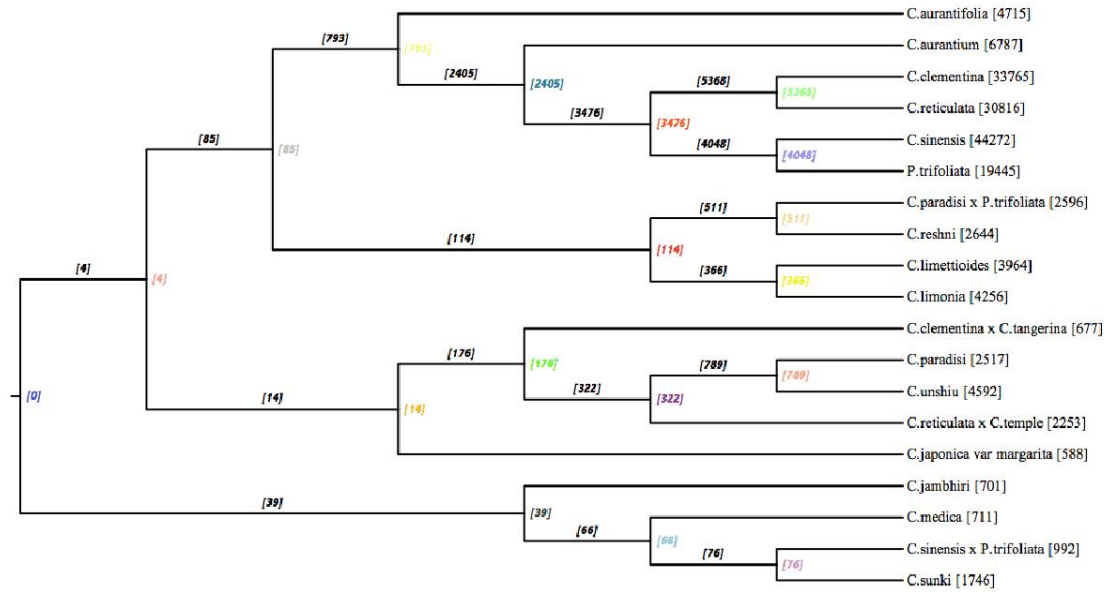 C.aurantifolia [4715]
[793]
[793]
C.aurantium [6787]
[2405]
[2405]
C.clementina [33765]
[5368]
[5368]
C.reticulata [30816]
[3476]
[3476]
C.sinensis [44272]
[4048]
[4048]
P.trifoliata [19445]
[85]
[85]
C.paradisi x P.trifoliata [2596]
[511]
[511]
C.reshni [2644]
[114]
[114]
C.limettioides [3964]
[366]
[366]
C.limonia [4256]
[4]
[4]
C.clementina x C.tangerina [677]
[176]
[176]
C.paradisi [2517]
[789]
[789]
C.unshiu [4592]
[322]
[322]
C.reticulata x C.temple [2253]
[14]
[14]
C.japonica var margarita [588]
[0]
C.jambhiri [701]
[39]
[39]
C.medica [711]
[66]
[66]
C.sinensis x P.trifoliata [992]
[76]
[76]
C.sunki [1746]